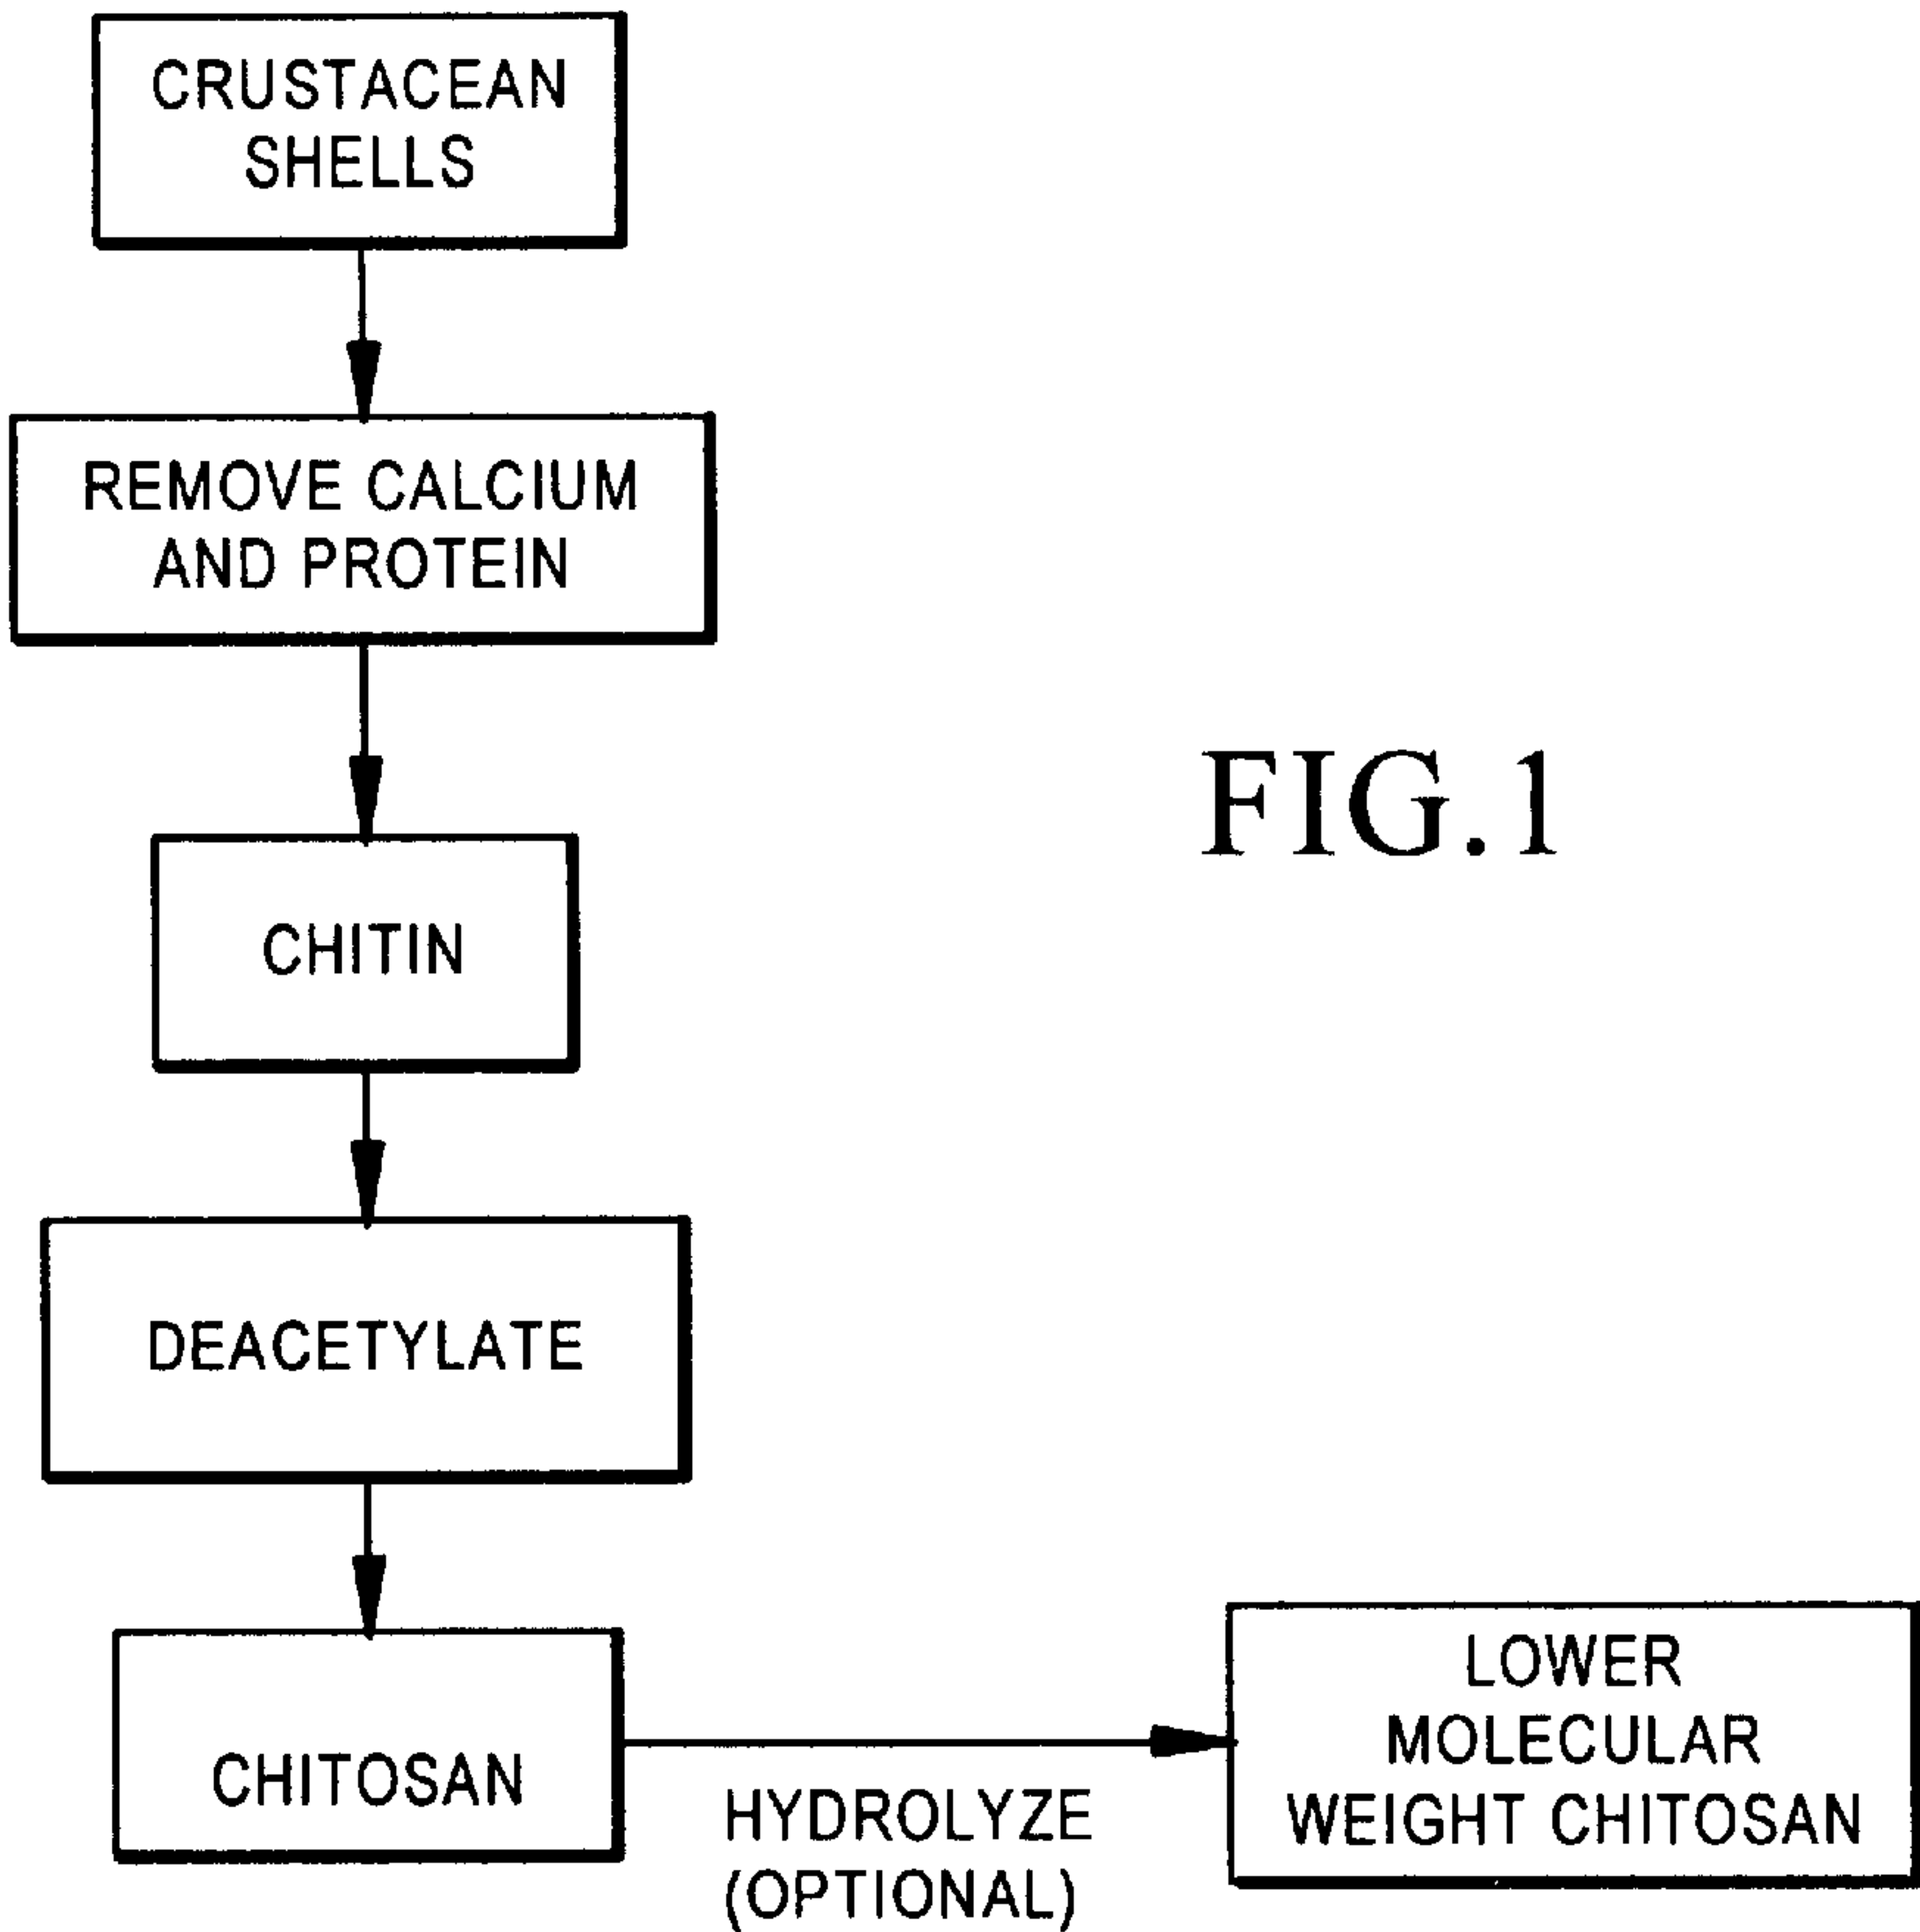 CRUSTACEAN
SHELLS
REMOVE CALCIUM
AND PROTEIN
FIG.1
CHITIN
DEACETYLATE
CHITOSAN
HYDROLYZE
(OPTIONAL)
LOWER
MOLECULAR
WEIGHT CHITOSAN